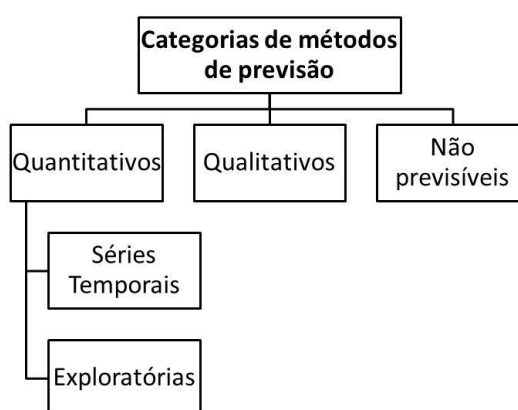 Categorias de métodos
de previsão
Quantitativos
Qualitativos
Não
previsíveis
Séries
Temporais
Exploratórias